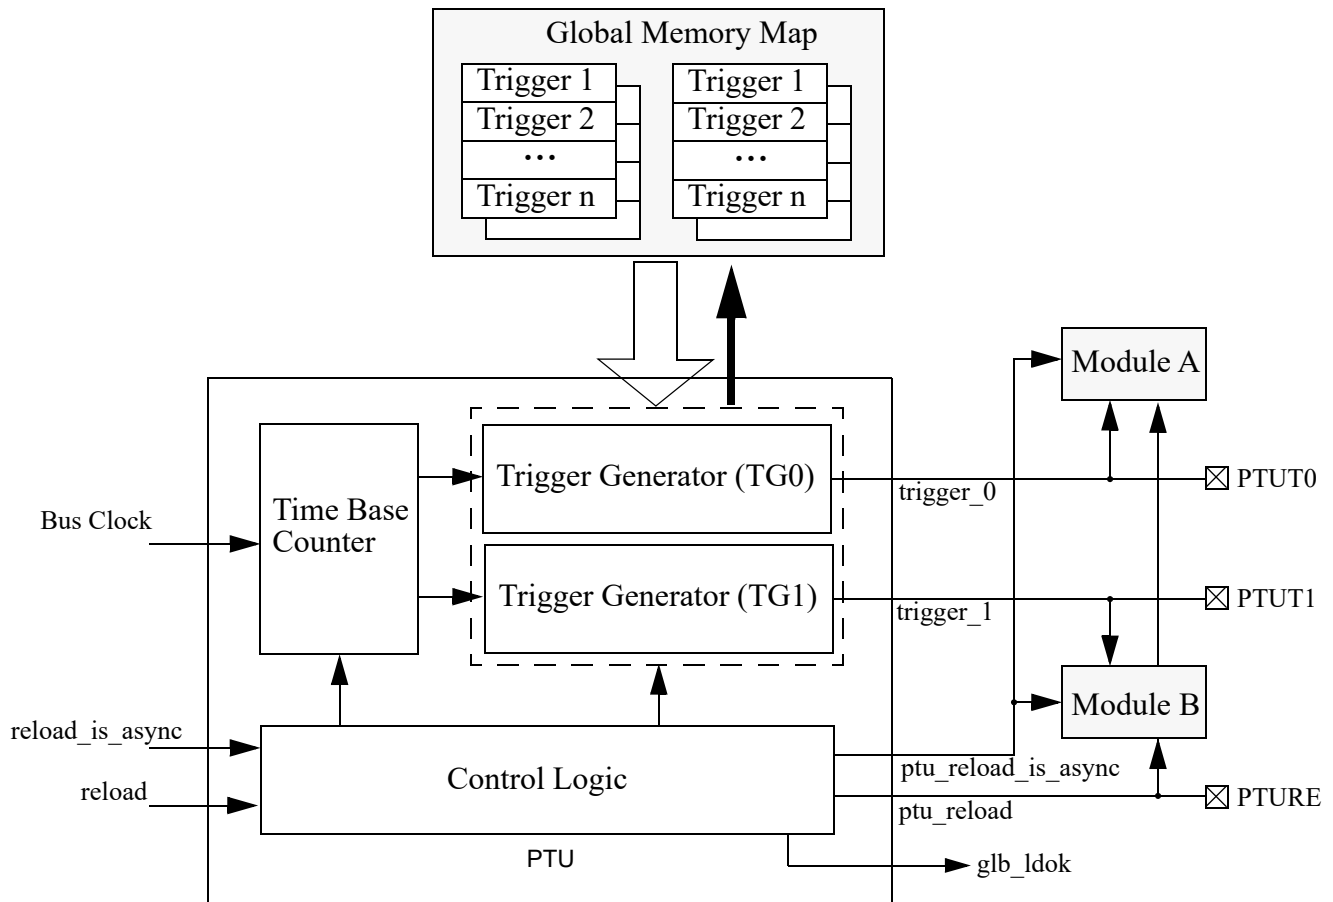 Global Memory Map
Trigger 1
Trigger 2
...
Trigger n
Trigger 1
Trigger 2
...
Trigger n
Module A
Trigger Generator (TG0)
trigger_0
PTUT0
Bus Clock
Time Base
Counter
Trigger Generator (TG1)
trigger_1
PTUT1
Module B
reload_is_async
reload
Control Logic
ptu_reload_is_async
ptu_reload
PTURE
PTU
glb_ldok